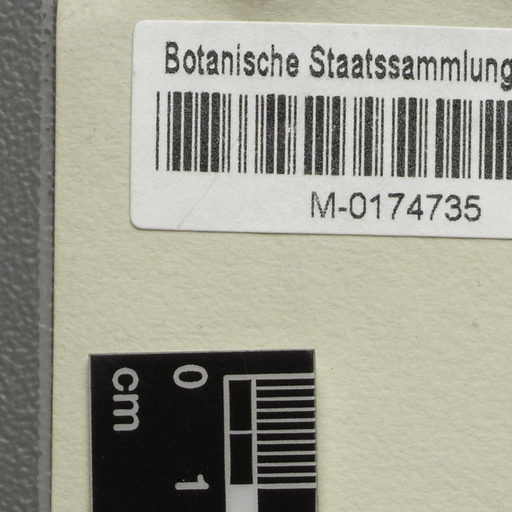 Botanische Staatssammlung
M-0174735
cm
0
1